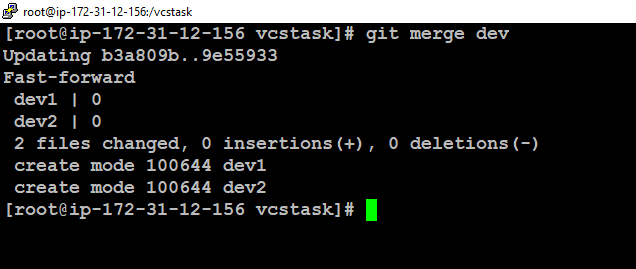 root@ip-172-31-12-156:/vcstask
[root@ip-172-31-12-156 vcstask]# git merge dev
Updating b3a809b..9e55933
Fast-forward
 dev1 | 0
 dev2 | 0
 2 files changed, 0 insertions(+), 0 deletions(-)
 create mode 100644 dev1
 create mode 100644 dev2
[root@ip-172-31-12-156 vcstask]#